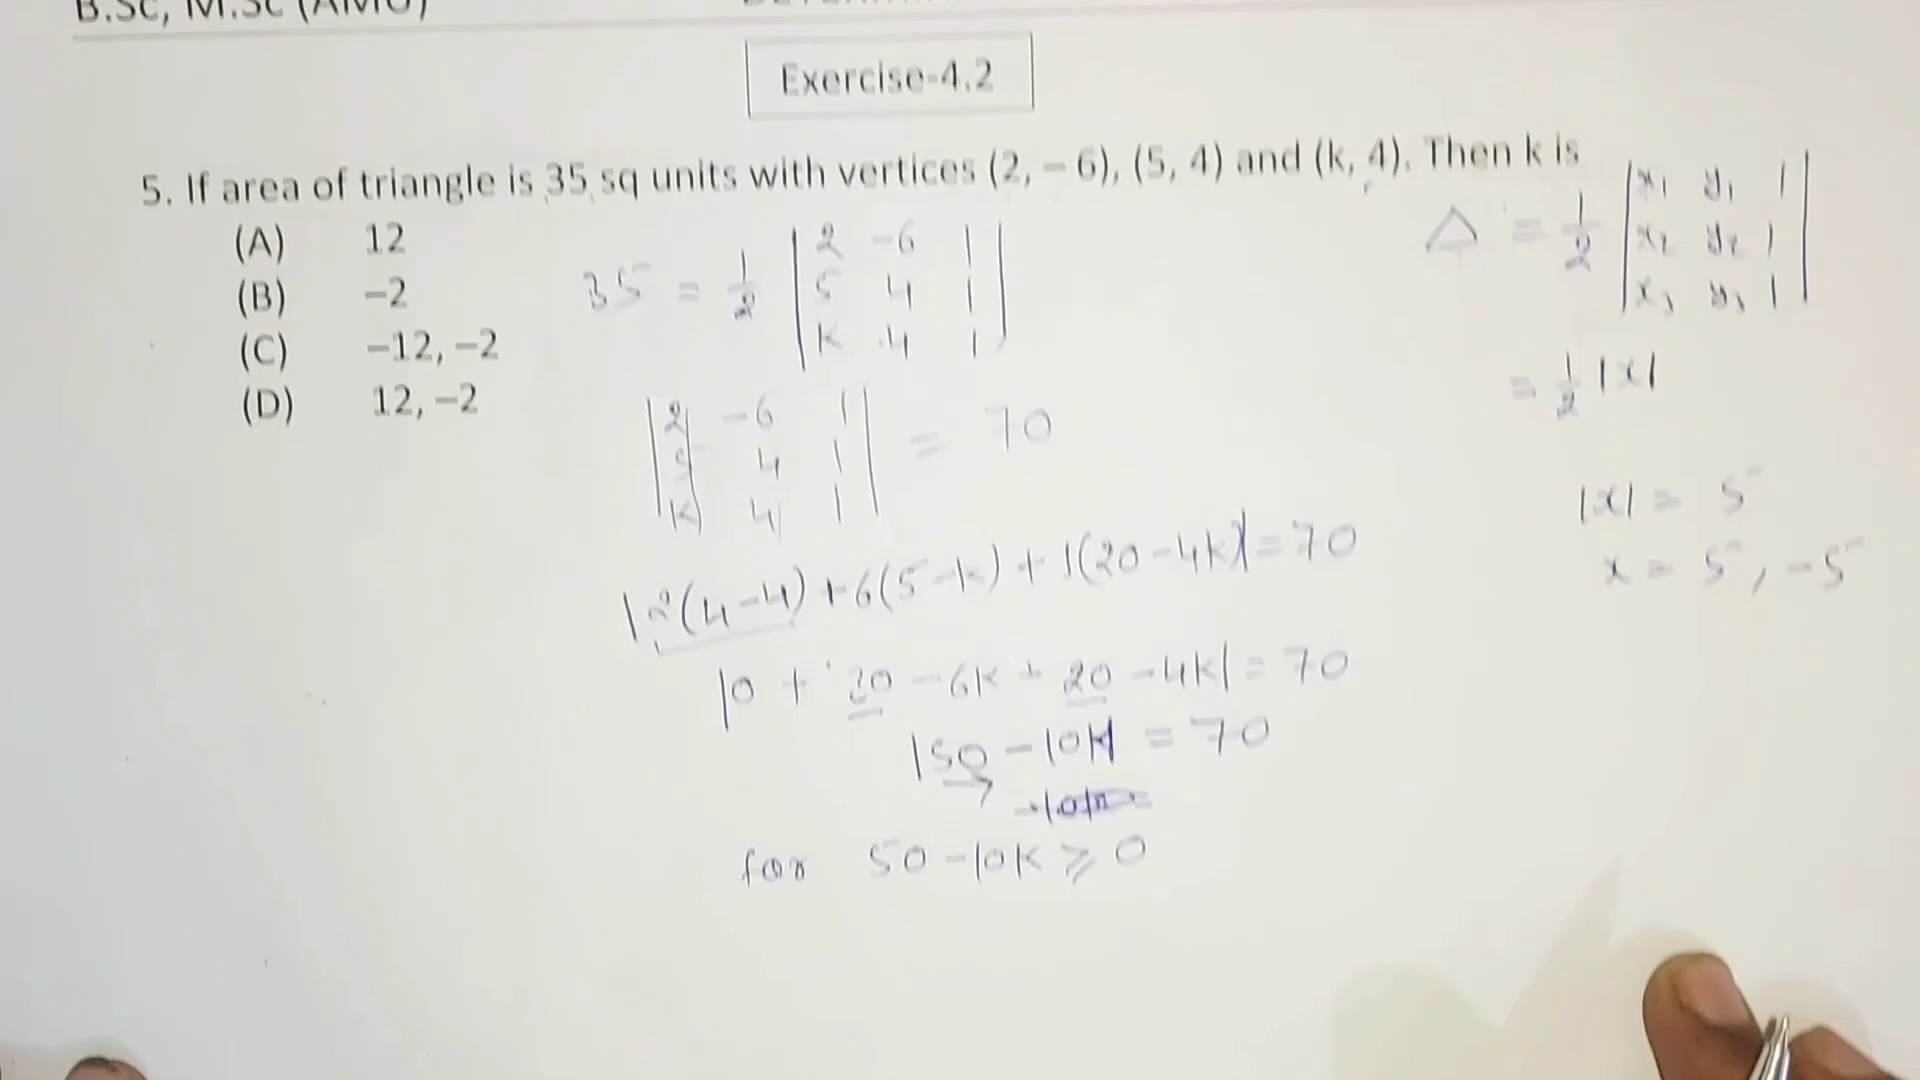 B.Sc, M.Sc (AMU)
Exercise-4.2
5. If area of triangle is 35 sq units with vertices (2, – 6), (5, 4) and (k, 4). Then k is
(A) 12
(B) –2
(C) –12, –2
(D) 12, –2
35 = 1/2 | 2 -6 1 |
| 5 4 1 |
| K 4 1 |
△ = 1/2 | x₁ y₁ 1 |
| x₂ y₂ 1 |
| x₃ y₃ 1 |
= 1/2 |x|
| 2 -6 1 |
| 5 4 1 | = 70
| K 4 1 |
|x| = 5
x = 5, -5
|2(4-4) + 6(5-k) + 1(20-4k)| = 70
|0 + 30 - 6K + 20 - 4K| = 70
|50 - 10K| = 70
for 50 - 10K ≥ 0